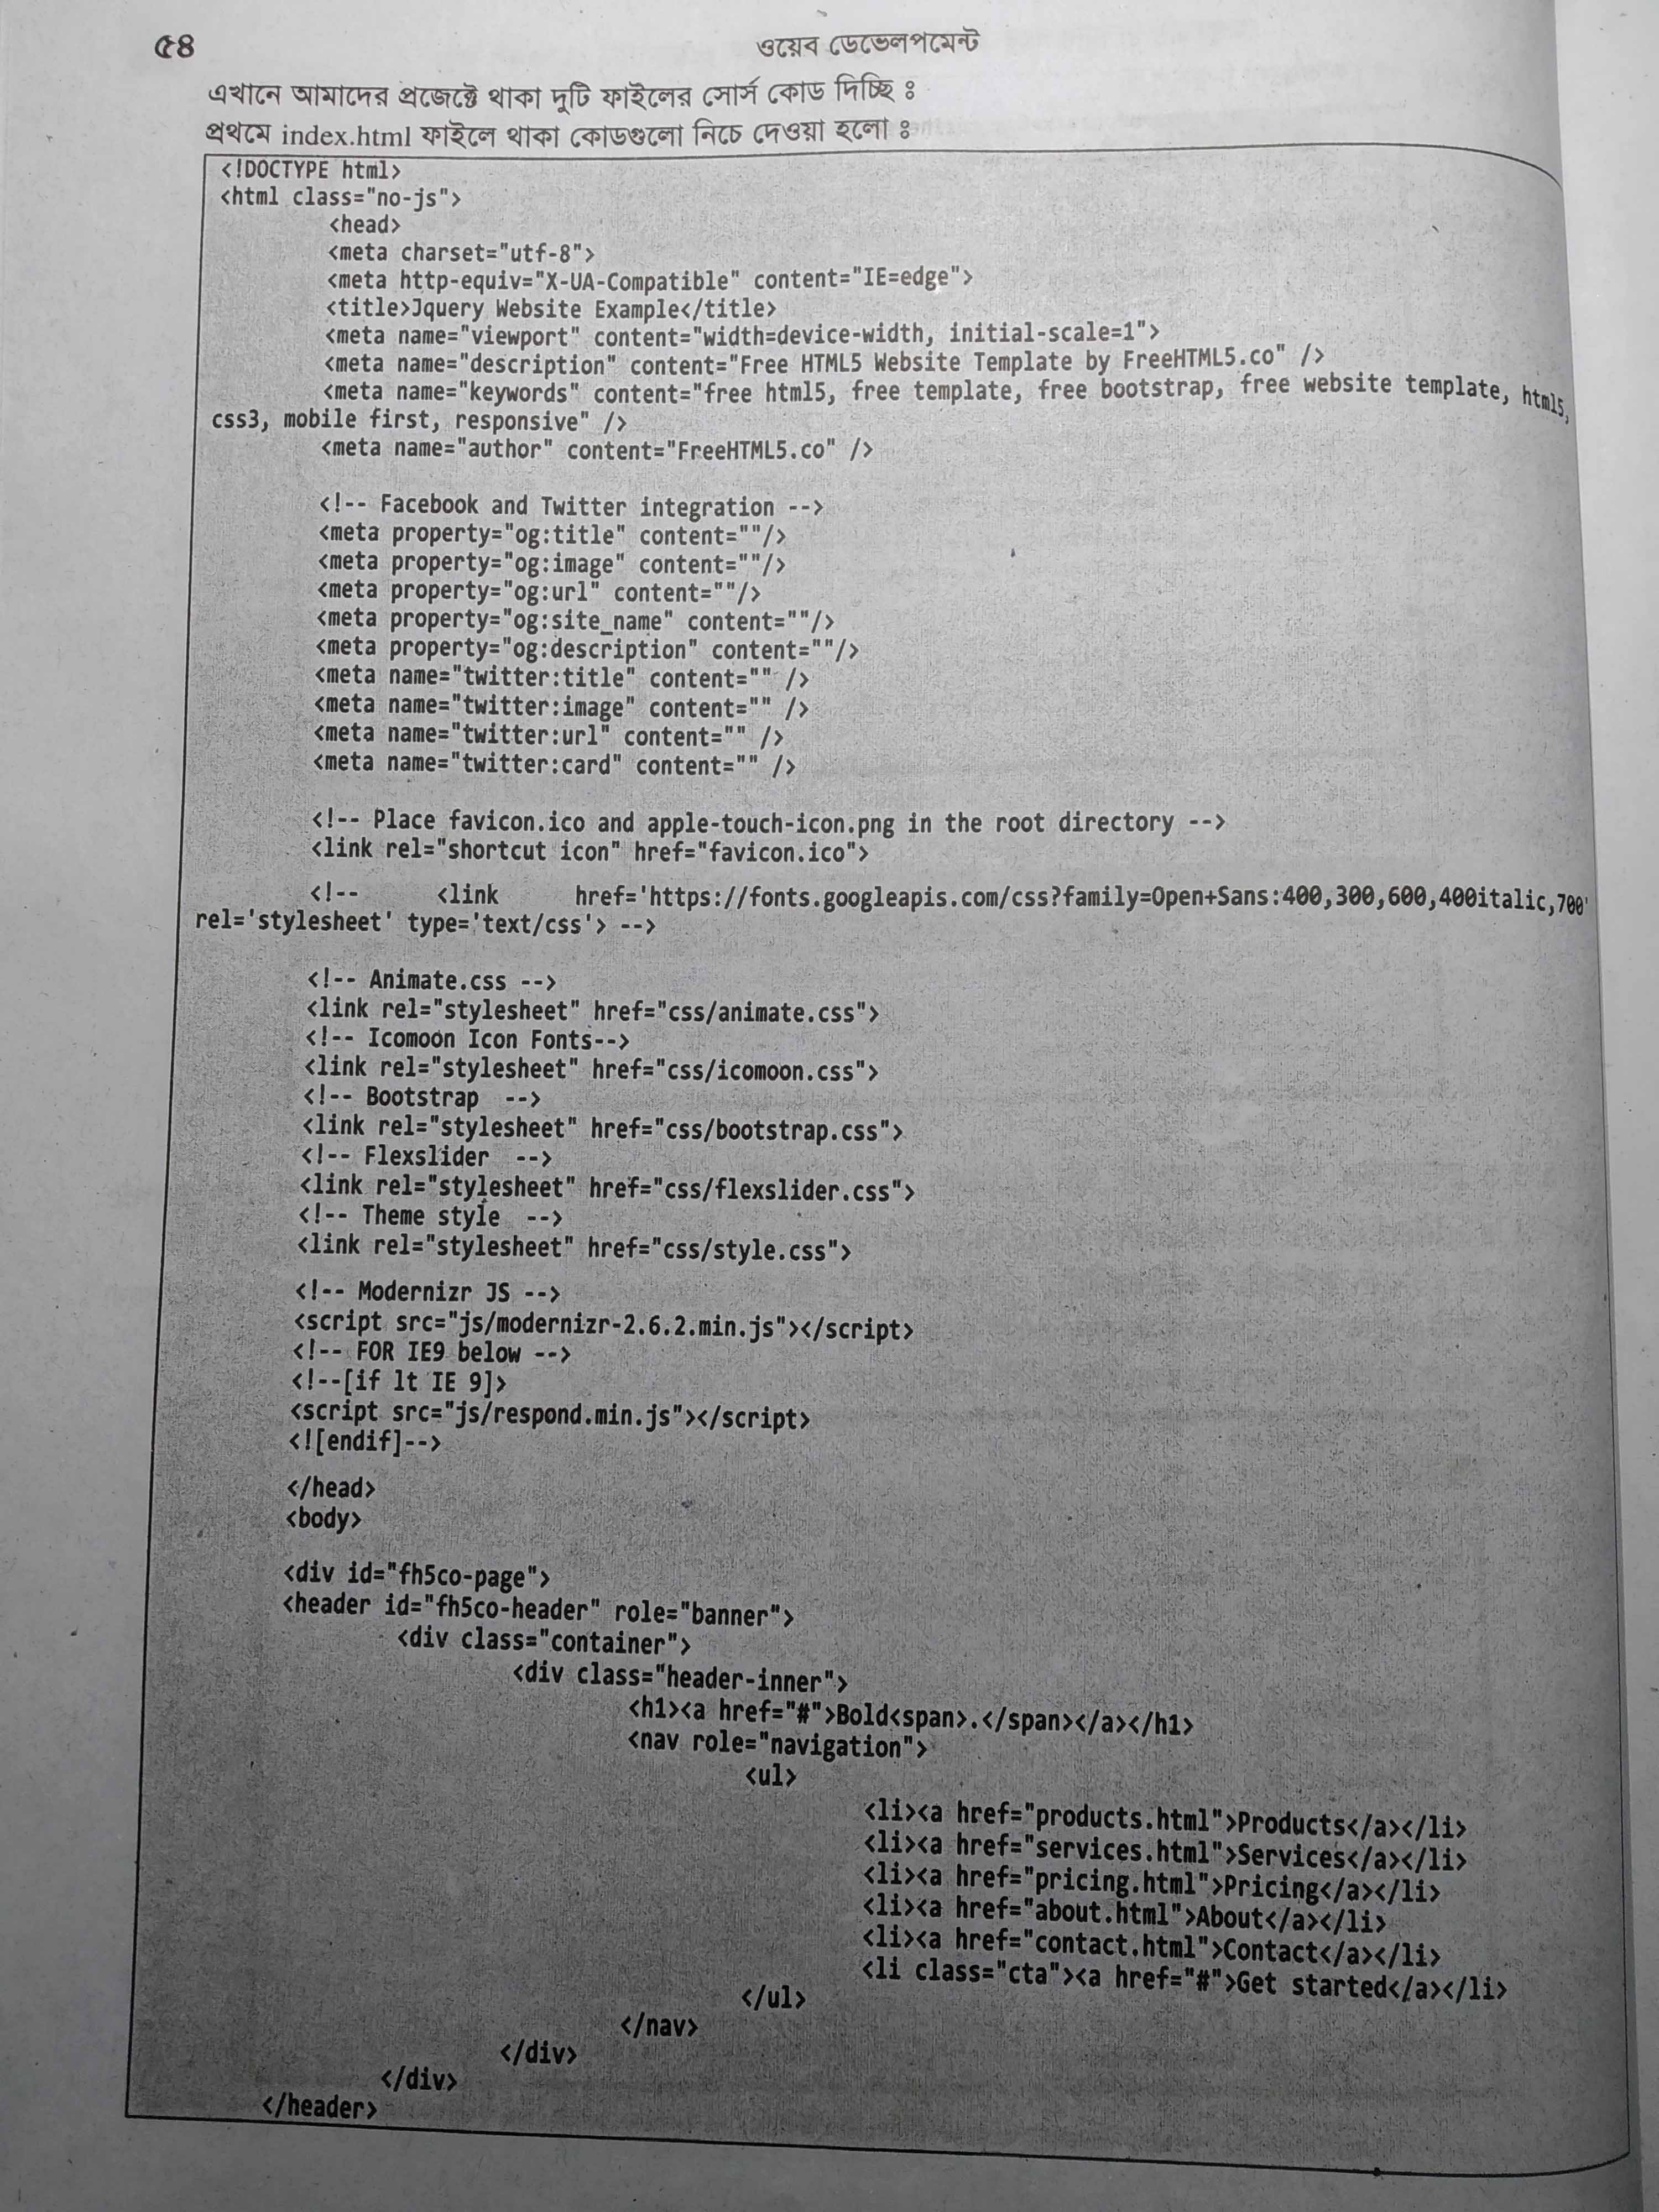 ৫৪
ওয়েব ডেভেলপমেন্ট
এখানে আমাদের প্রজেক্টে থাকা দুটি ফাইলের সোর্স কোড দিচ্ছি ঃ
প্রথমে index.html ফাইলে থাকা কোডগুলো নিচে দেওয়া হলো ঃ
<!DOCTYPE html>
<html class="no-js">
<head>
<meta charset="utf-8">
<meta http-equiv="X-UA-Compatible" content="IE=edge">
<title>Jquery Website Example</title>
<meta name="viewport" content="width=device-width, initial-scale=1">
<meta name="description" content="Free HTML5 Website Template by FreeHTML5.co" />
<meta name="keywords" content="free html5, free template, free bootstrap, free website template, html5,
css3, mobile first, responsive" />
<meta name="author" content="FreeHTML5.co" />
<!-- Facebook and Twitter integration -->
<meta property="og:title" content=""/>
<meta property="og:image" content=""/>
<meta property="og:url" content=""/>
<meta property="og:site_name" content=""/>
<meta property="og:description" content=""/>
<meta name="twitter:title" content="" />
<meta name="twitter:image" content="" />
<meta name="twitter:url" content="" />
<meta name="twitter:card" content="" />
<!-- Place favicon.ico and apple-touch-icon.png in the root directory -->
<link rel="shortcut icon" href="favicon.ico">
<!-- <link href='https://fonts.googleapis.com/css?family=Open+Sans:400,300,600,400italic,700'
rel='stylesheet' type='text/css'> -->
<!-- Animate.css -->
<link rel="stylesheet" href="css/animate.css">
<!-- Icomoon Icon Fonts-->
<link rel="stylesheet" href="css/icomoon.css">
<!-- Bootstrap  -->
<link rel="stylesheet" href="css/bootstrap.css">
<!-- Flexslider  -->
<link rel="stylesheet" href="css/flexslider.css">
<!-- Theme style  -->
<link rel="stylesheet" href="css/style.css">
<!-- Modernizr JS -->
<script src="js/modernizr-2.6.2.min.js"></script>
<!-- FOR IE9 below -->
<!--[if lt IE 9]>
<script src="js/respond.min.js"></script>
<![endif]-->
</head>
<body>
<div id="fh5co-page">
<header id="fh5co-header" role="banner">
<div class="container">
<div class="header-inner">
<h1><a href="#">Bold<span>.</span></a></h1>
<nav role="navigation">
<ul>
<li><a href="products.html">Products</a></li>
<li><a href="services.html">Services</a></li>
<li><a href="pricing.html">Pricing</a></li>
<li><a href="about.html">About</a></li>
<li><a href="contact.html">Contact</a></li>
<li class="cta"><a href="#">Get started</a></li>
</ul>
</nav>
</div>
</div>
</header>